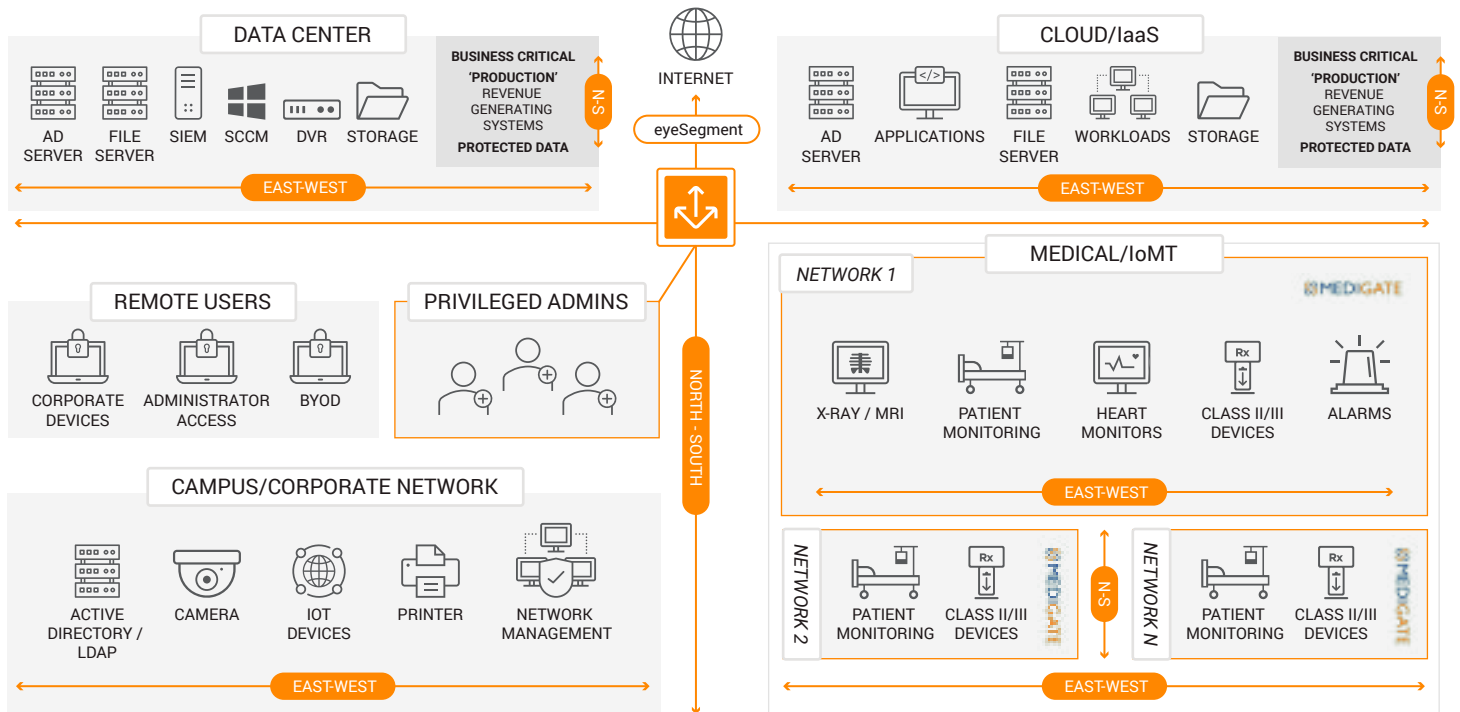 DATA CENTER
AD
SERVER
FILE
SERVER
SIEM
SCCM
DVR
STORAGE
BUSINESS CRITICAL
'PRODUCTION'
REVENUE
GENERATING
SYSTEMS
PROTECTED DATA
N-S
EAST-WEST
INTERNET
eyeSegment
CLOUD/IaaS
</>
AD
SERVER
APPLICATIONS
FILE
SERVER
WORKLOADS
STORAGE
BUSINESS CRITICAL
'PRODUCTION'
REVENUE
GENERATING
SYSTEMS
PROTECTED DATA
N-S
EAST-WEST
REMOTE USERS
CORPORATE
DEVICES
ADMINISTRATOR
ACCESS
BYOD
PRIVILEGED ADMINS
NORTH - SOUTH
CAMPUS/CORPORATE NETWORK
ACTIVE
DIRECTORY /
LDAP
CAMERA
IOT
DEVICES
PRINTER
NETWORK
MANAGEMENT
EAST-WEST
MEDICAL/IoMT
NETWORK 1
MEDIGATE
X-RAY / MRI
PATIENT
MONITORING
HEART
MONITORS
Rx
CLASS II/III
DEVICES
ALARMS
EAST-WEST
NETWORK 2
PATIENT
MONITORING
Rx
CLASS II/III
DEVICES
MEDIGATE
N-S
NETWORK N
PATIENT
MONITORING
Rx
CLASS II/III
DEVICES
MEDIGATE
EAST-WEST